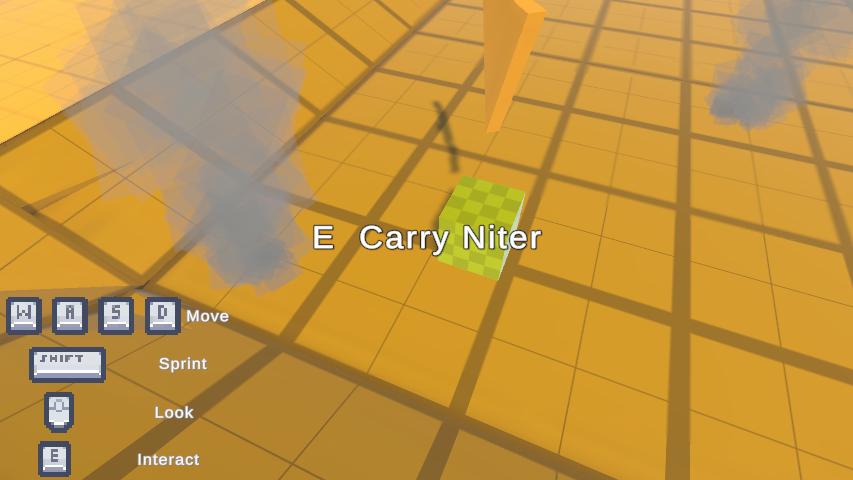 E Carry Niter
W A S D Move
SHIFT Sprint
Look
E Interact